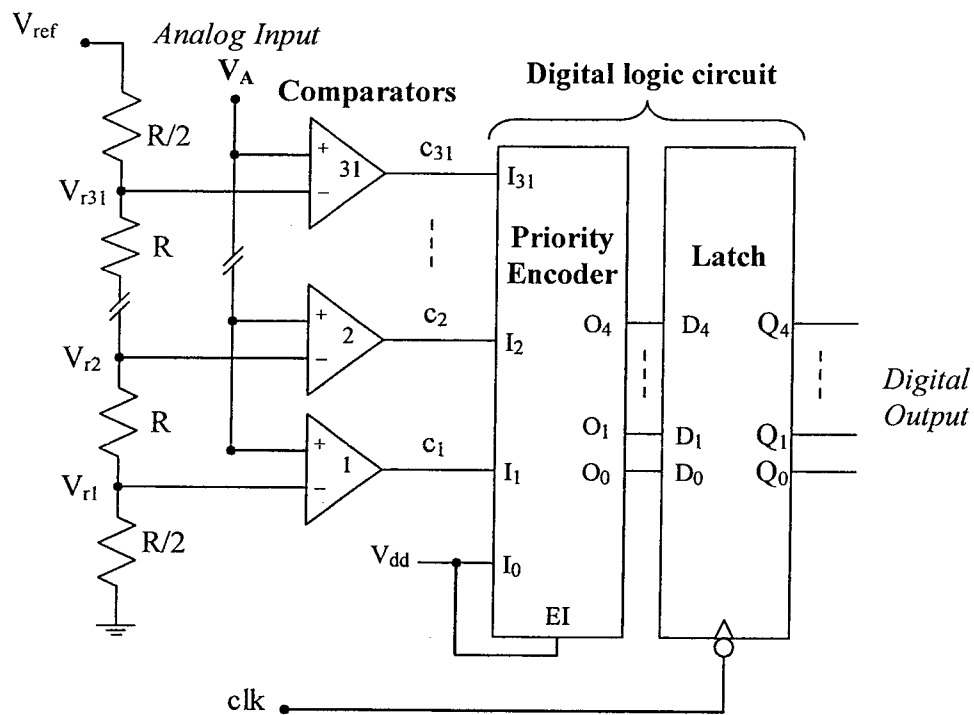 V_ref
Analog Input
V_A
Comparators
Digital logic circuit
R/2
+
31
−
c_31
I_31
V_r31
R
Priority
Encoder
Latch
+
2
−
c_2
I_2
O_4
D_4
Q_4
V_r2
Digital
Output
R
+
1
−
c_1
I_1
O_1
D_1
Q_1
O_0
D_0
Q_0
V_r1
R/2
V_dd
I_0
EI
clk